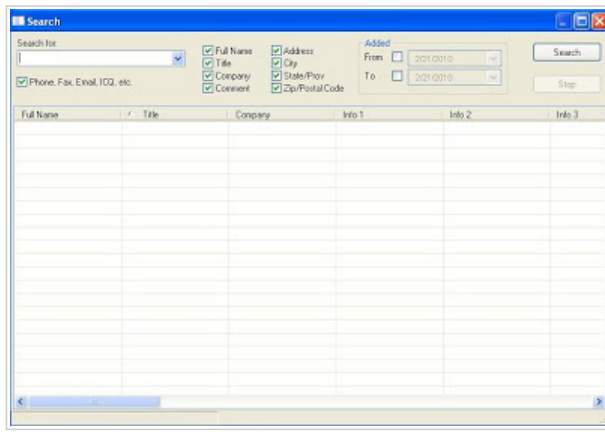 Search
Search for:
Full Name
Address
Added
From
2/21/2010
Search
Title
City
Phone, Fax, Email, ICQ, etc.
Company
State/Prov
To
2/21/2010
Stop
Comment
Zip/Postal Code
Full Name / Title Company Info 1 Info 2 Info 3